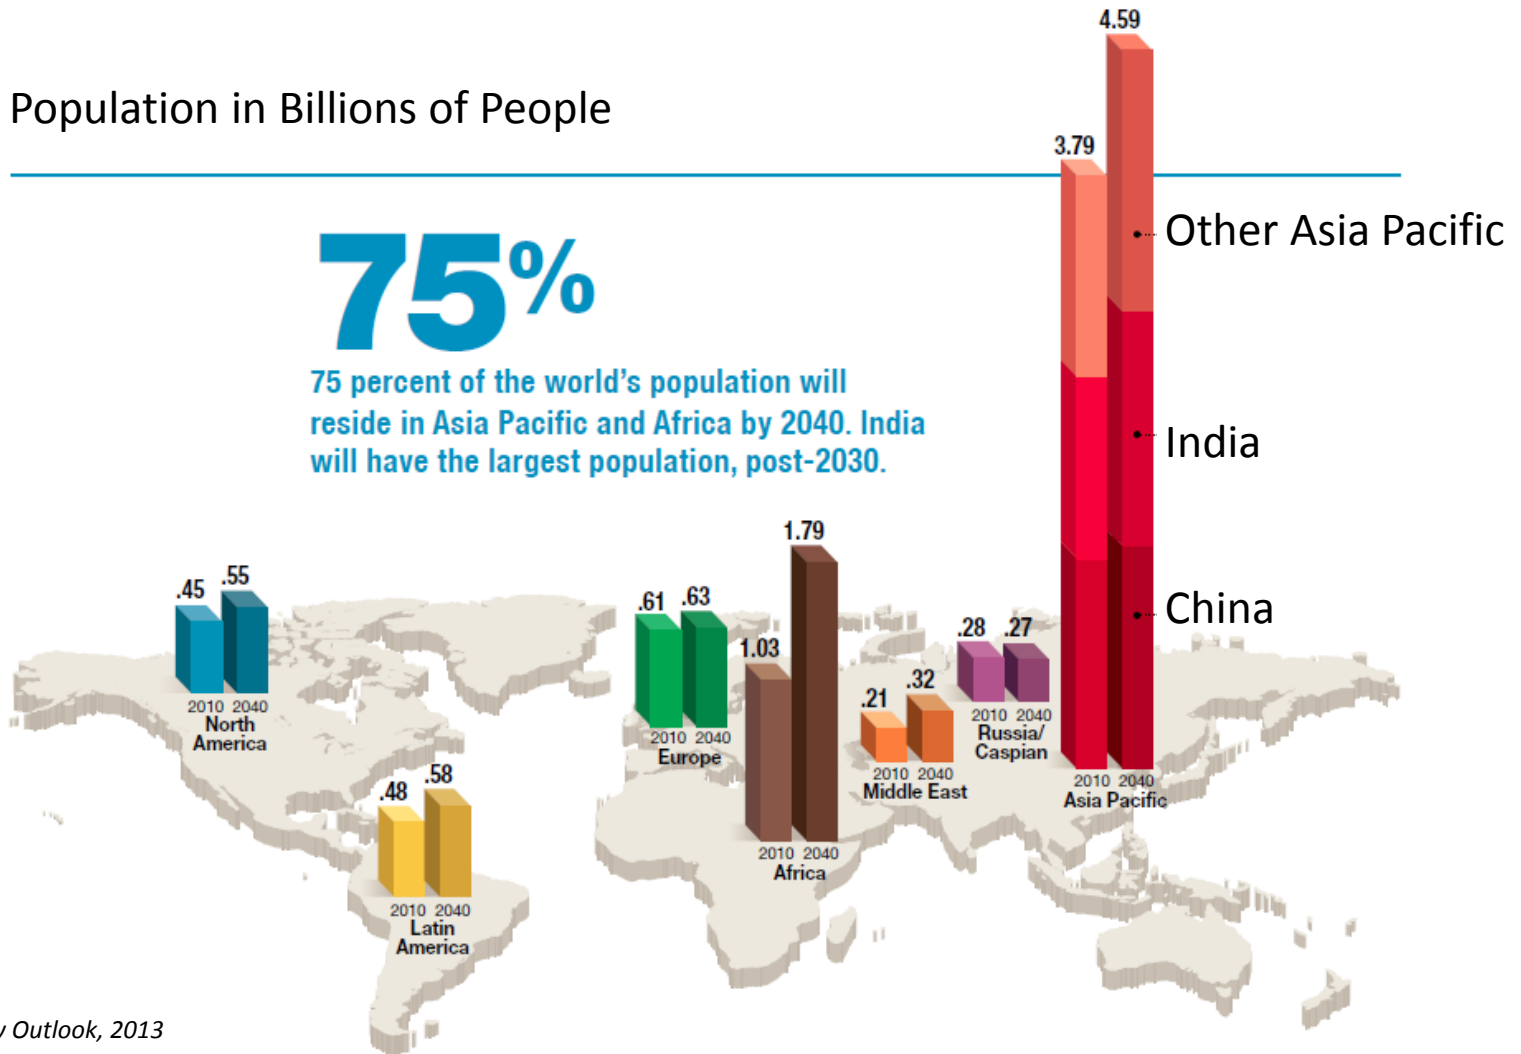 Population in Billions of People
75%
75 percent of the world's population will
reside in Asia Pacific and Africa by 2040. India
will have the largest population, post-2030.
.45 .55
2010 2040
North
America
.48 .58
2010 2040
Latin
America
.61 .63
2010 2040
Europe
1.03 1.79
2010 2040
Africa
.21 .32
2010 2040
Middle East
.28 .27
2010 2040
Russia/
Caspian
3.79 4.59
Other Asia Pacific
India
China
2010 2040
Asia Pacific
Outlook, 2013